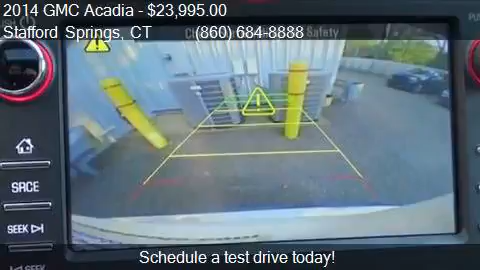 2014 GMC Acadia - $23,995.00
Stafford Springs, CT (860) 684-8888
Safety
SRCE
SEEK
Schedule a test drive today!